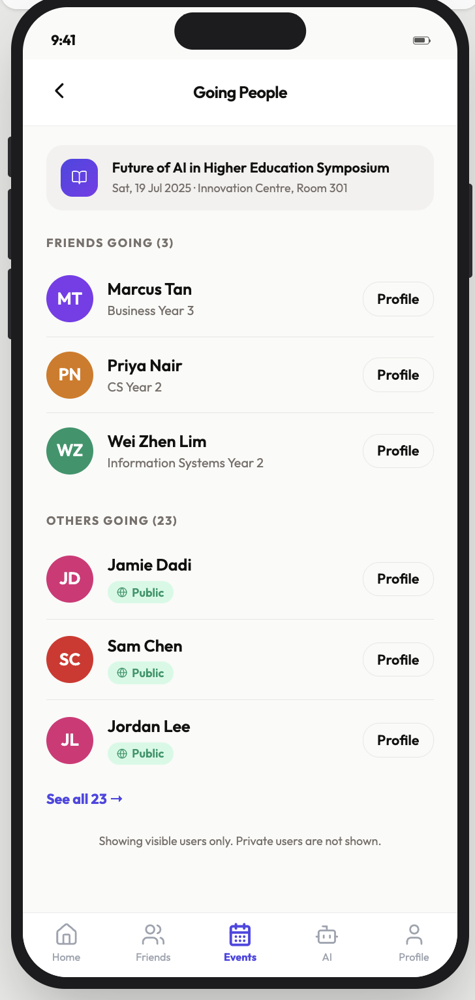 9:41
Going People
Future of AI in Higher Education Symposium
Sat, 19 Jul 2025 · Innovation Centre, Room 301
FRIENDS GOING (3)
MT
Marcus Tan
Business Year 3
Profile
PN
Priya Nair
CS Year 2
Profile
WZ
Wei Zhen Lim
Information Systems Year 2
Profile
OTHERS GOING (23)
JD
Jamie Dadi
Public
Profile
SC
Sam Chen
Public
Profile
JL
Jordan Lee
Public
Profile
See all 23 →
Showing visible users only. Private users are not shown.
Home
Friends
Events
AI
Profile